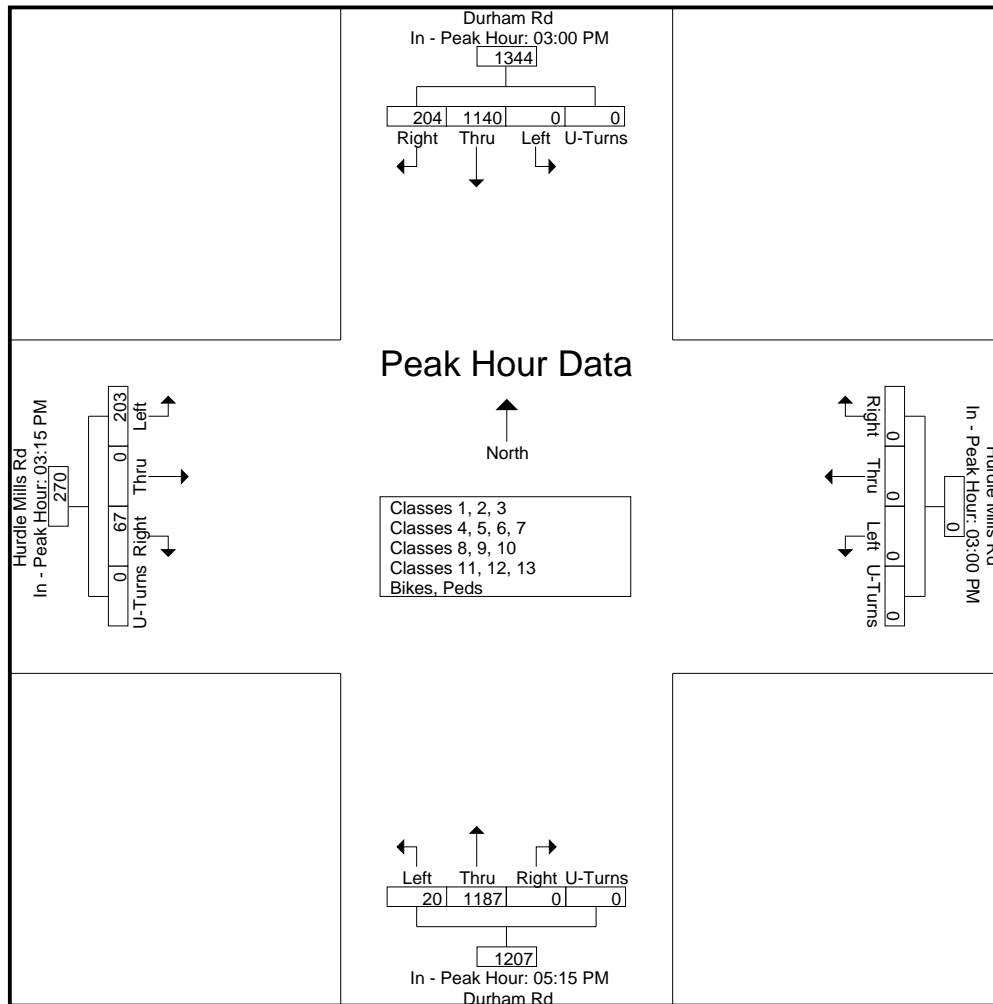 Durham Rd
In - Peak Hour: 03:00 PM
1344
204 1140 0 0
Right Thru Left U-Turns
Peak Hour Data
North
Classes 1, 2, 3
Classes 4, 5, 6, 7
Classes 8, 9, 10
Classes 11, 12, 13
Bikes, Peds
Hurdle Mills Rd
In - Peak Hour: 03:15 PM
270
203 0 67 0
Left Thru Right U-Turns
Hurdle Mills Rd
In - Peak Hour: 03:00 PM
0
0 0 0 0
Right Thru Left U-Turns
Left Thru Right U-Turns
20 1187 0 0
1207
In - Peak Hour: 05:15 PM
Durham Rd